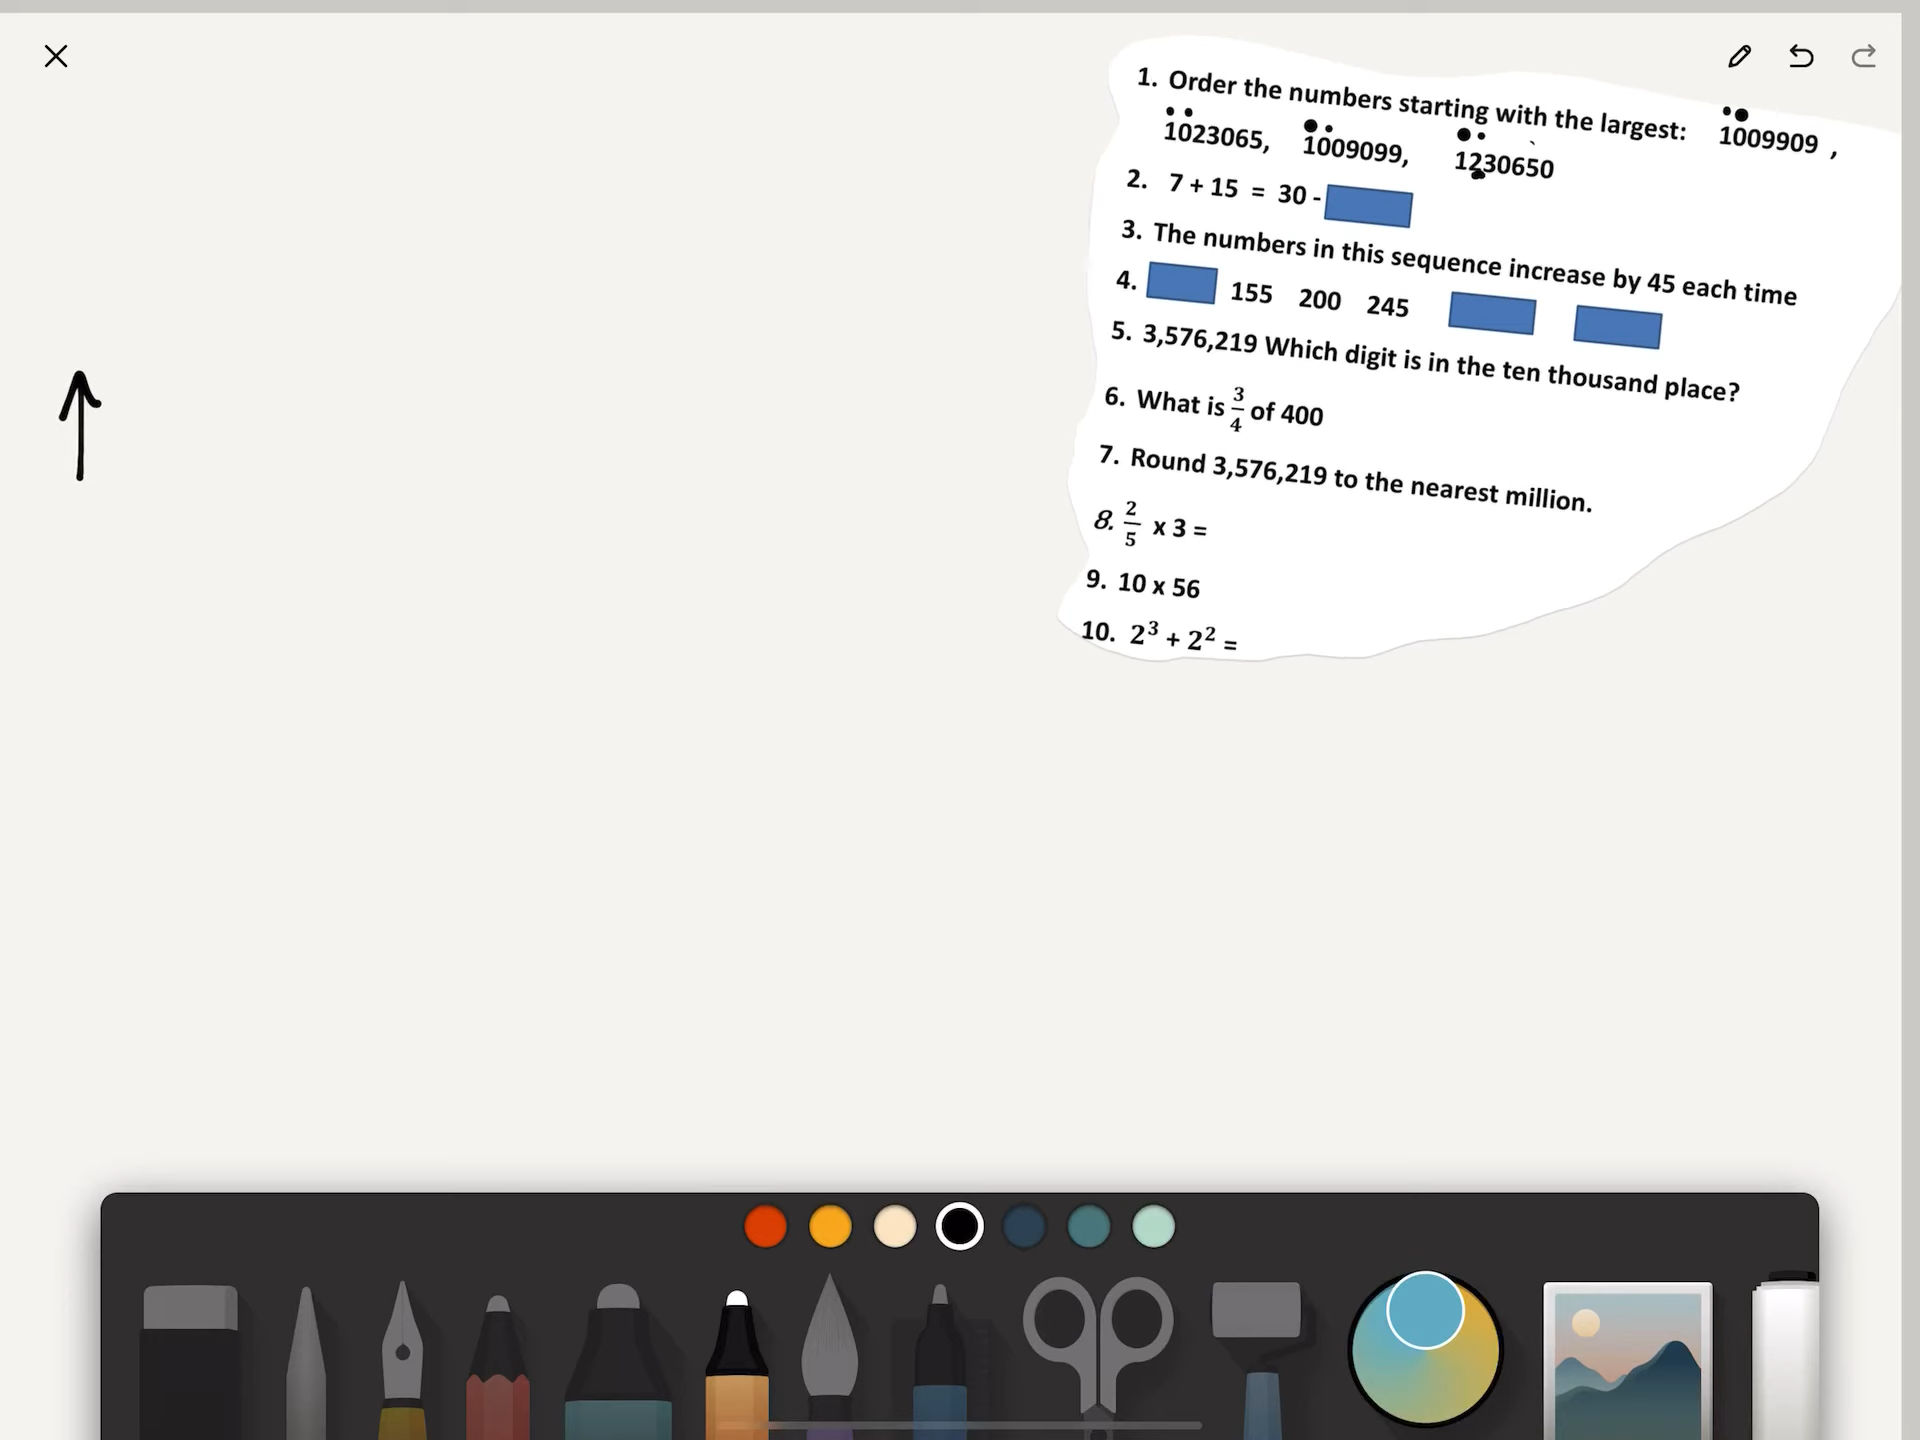 1. Order the numbers starting with the largest: 1009909 ,
1023065, 1009099, 1230650
2. 7 + 15 = 30 -
3. The numbers in this sequence increase by 45 each time
4. 155 200 245
5. 3,576,219 Which digit is in the ten thousand place?
6. What is 3/4 of 400
7. Round 3,576,219 to the nearest million.
8. 2/5 x 3 =
9. 10 x 56
10. 2³ + 2² =